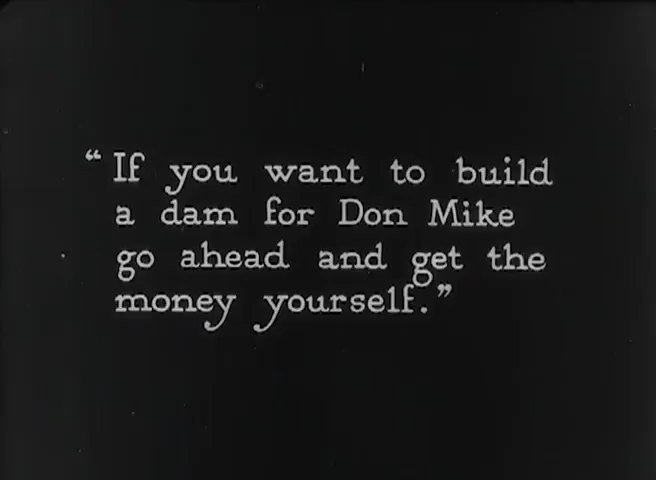 “If you want to build
a dam for Don Mike
go ahead and get the
money yourself.”